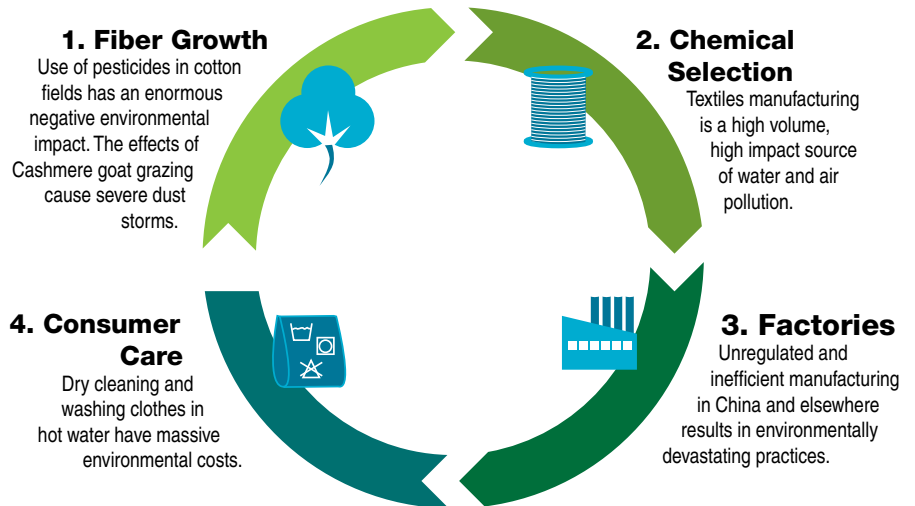 1. Fiber Growth
Use of pesticides in cotton
fields has an enormous
negative environmental
impact. The effects of
Cashmere goat grazing
cause severe dust
storms.
2. Chemical
Selection
Textiles manufacturing
is a high volume,
high impact source
of water and air
pollution.
3. Factories
Unregulated and
inefficient manufacturing
in China and elsewhere
results in environmentally
devastating practices.
4. Consumer
Care
Dry cleaning and
washing clothes in
hot water have massive
environmental costs.